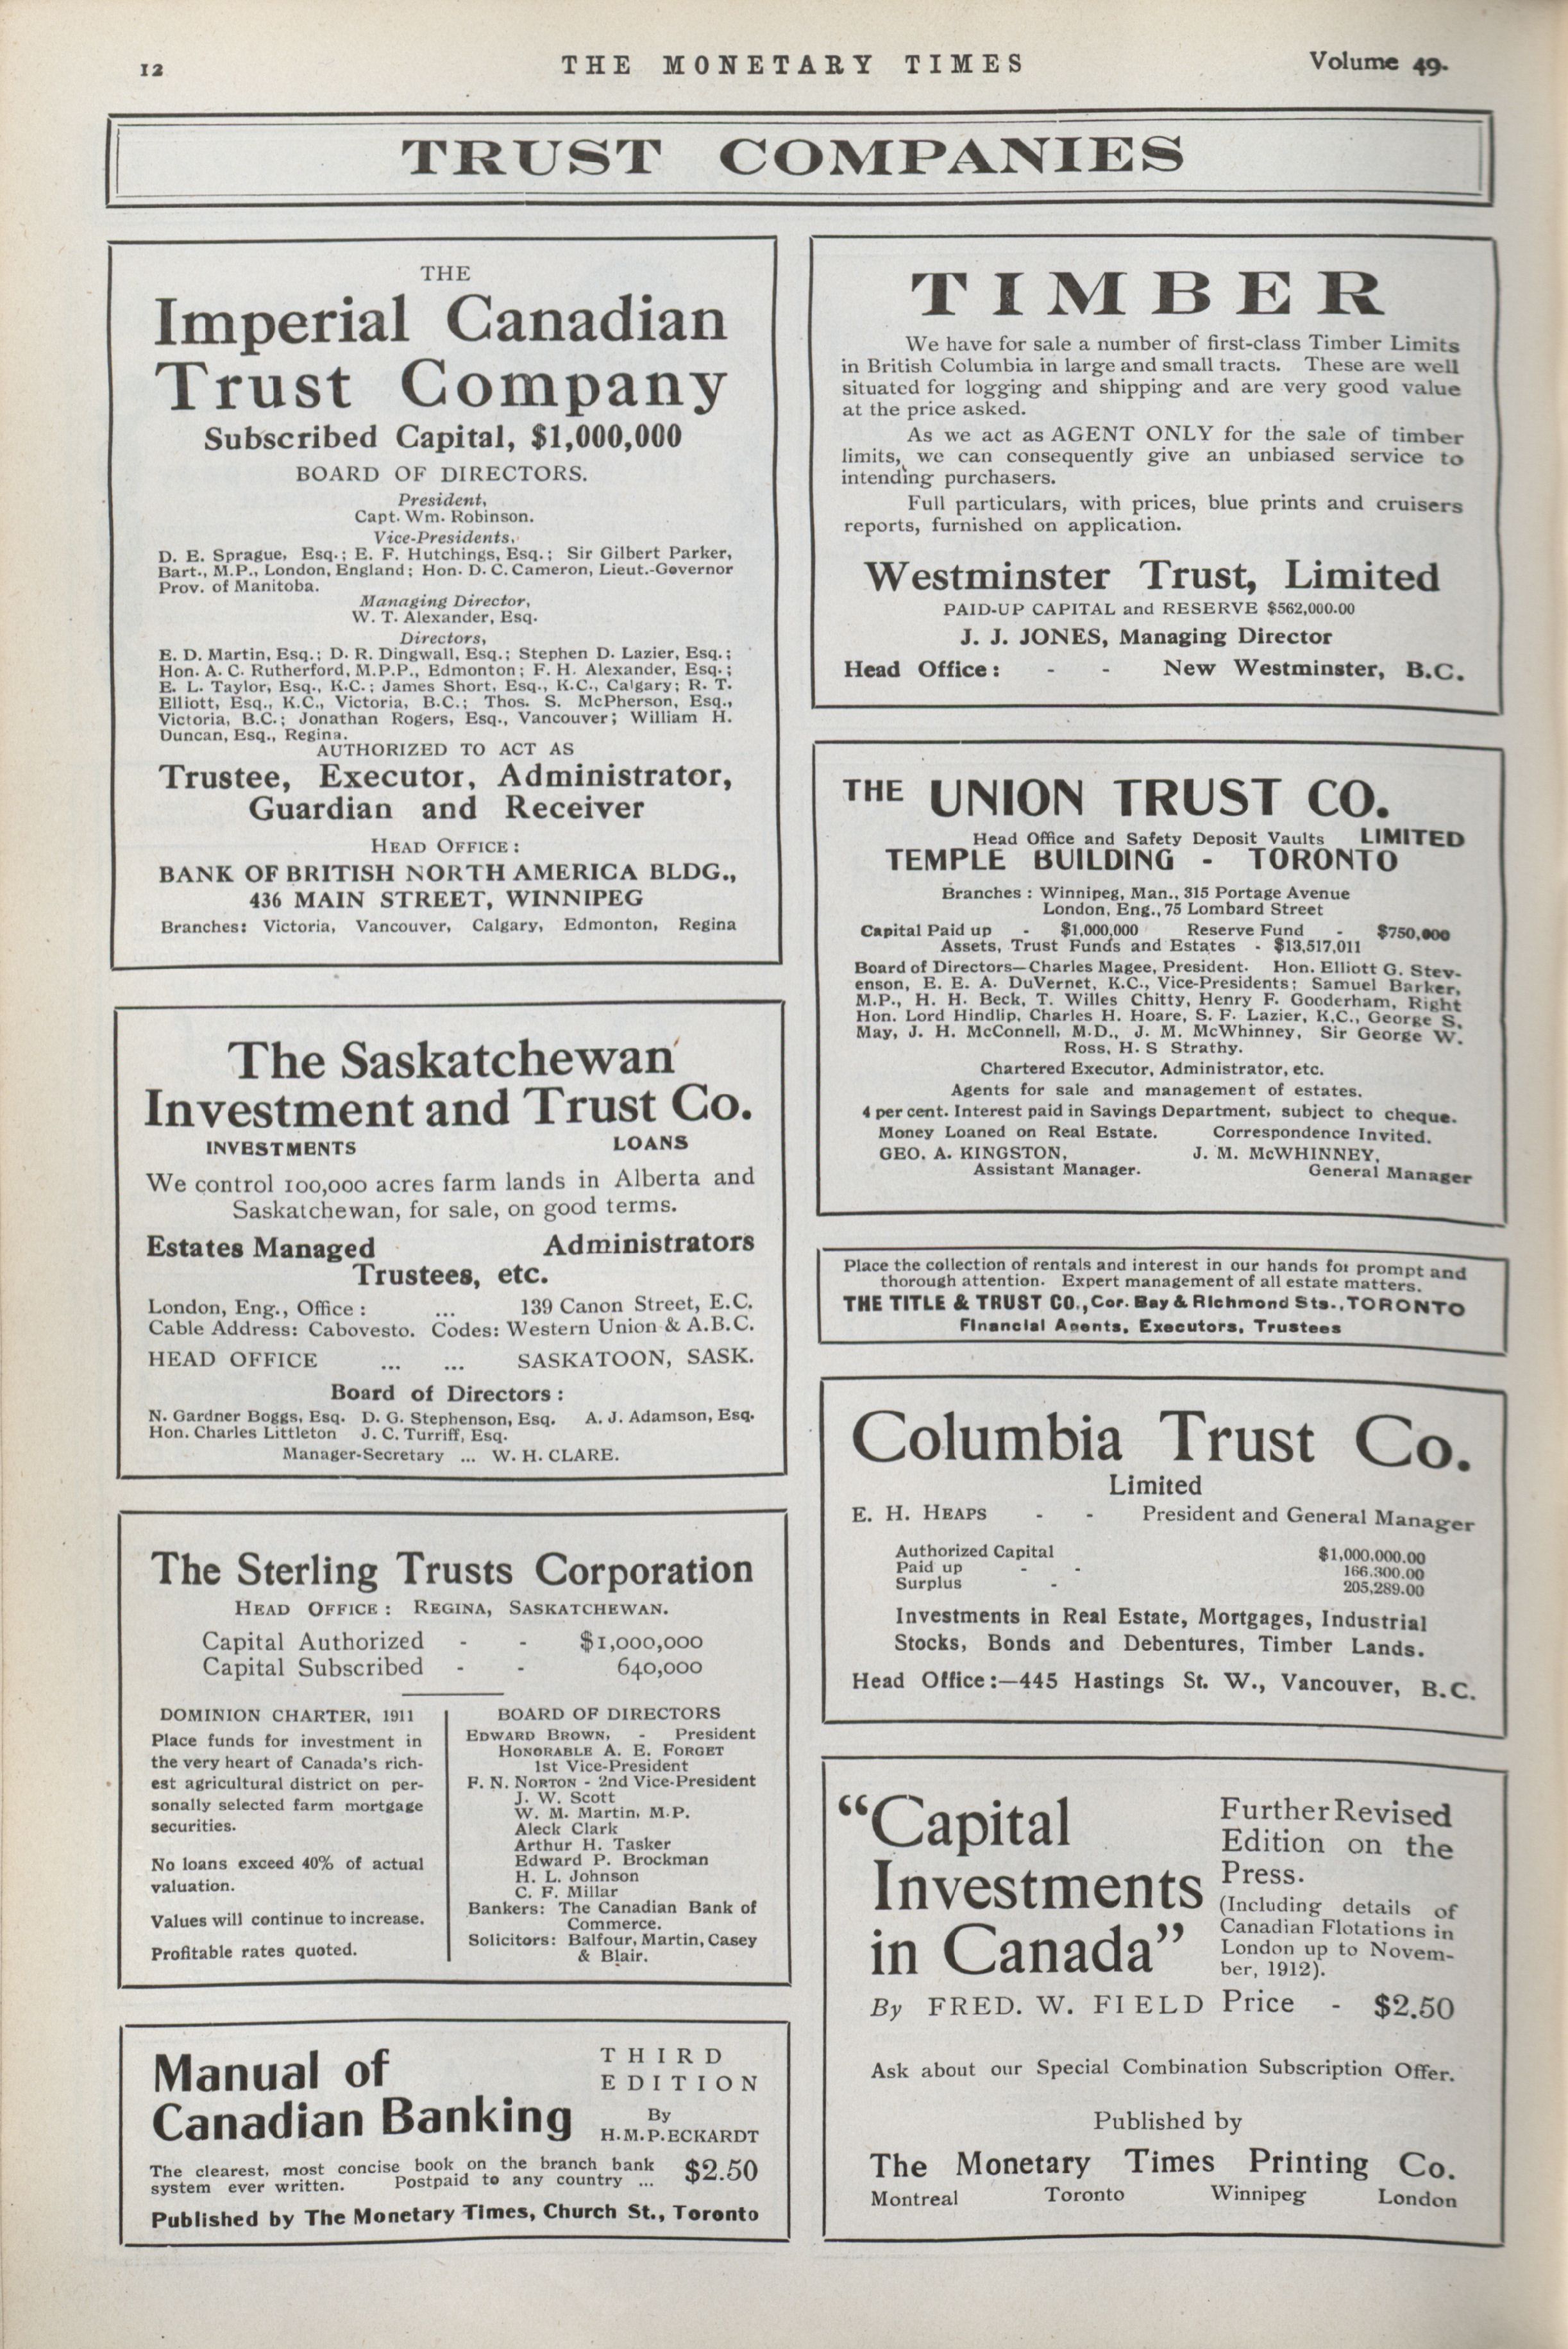 12
THE MONETARY TIMES
Volume 49.
TRUST COMPANIES
THE
Imperial Canadian
Trust Company
Subscribed Capital, $1,000,000
BOARD OF DIRECTORS.
President,
Capt. Wm. Robinson.
Vice-Presidents.
D. E. Sprague, Esq.; E. F. Hutchings, Esq.; Sir Gilbert Parker,
Bart., M.P., London, England; Hon. D. C. Cameron, Lieut.-Governor
Prov. of Manitoba.
Managing Director,
W. T. Alexander, Esq.
Directors,
E. D. Martin, Esq.; D. R. Dingwall, Esq.; Stephen D. Lazier, Esq.;
Hon. A. C. Rutherford, M.P.P., Edmonton; F. H. Alexander, Esq.;
E. L. Taylor, Esq., K.C.; James Short, Esq., K.C., Calgary; R. T.
Elliott, Esq., K.C., Victoria, B.C.; Thos. S. McPherson, Esq.,
Victoria, B.C.; Jonathan Rogers, Esq., Vancouver; William H.
Duncan, Esq., Regina.
AUTHORIZED TO ACT AS
Trustee, Executor, Administrator,
Guardian and Receiver
HEAD OFFICE:
BANK OF BRITISH NORTH AMERICA BLDG.,
436 MAIN STREET, WINNIPEG
Branches: Victoria, Vancouver, Calgary, Edmonton, Regina
The Saskatchewan
Investment and Trust Co.
INVESTMENTS LOANS
We control 100,000 acres farm lands in Alberta and
Saskatchewan, for sale, on good terms.
Estates Managed Administrators
Trustees, etc.
London, Eng., Office: ... 139 Canon Street, E.C.
Cable Address: Cabovesto. Codes: Western Union & A.B.C.
HEAD OFFICE ... ... SASKATOON, SASK.
Board of Directors:
N. Gardner Boggs, Esq. D. G. Stephenson, Esq. A. J. Adamson, Esq.
Hon. Charles Littleton J. C. Turriff, Esq.
Manager-Secretary ... W. H. CLARE.
The Sterling Trusts Corporation
HEAD OFFICE: REGINA, SASKATCHEWAN.
Capital Authorized - - $1,000,000
Capital Subscribed - - 640,000
DOMINION CHARTER, 1911
Place funds for investment in
the very heart of Canada's rich-
est agricultural district on per-
sonally selected farm mortgage
securities.
No loans exceed 40% of actual
valuation.
Values will continue to increase.
Profitable rates quoted.
BOARD OF DIRECTORS
EDWARD BROWN, - President
HONORABLE A. E. FORGET
1st Vice-President
F. N. NORTON - 2nd Vice-President
J. W. Scott
W. M. Martin, M.P.
Aleck Clark
Arthur H. Tasker
Edward P. Brockman
H. L. Johnson
C. F. Millar
Bankers: The Canadian Bank of
Commerce.
Solicitors: Balfour, Martin, Casey
& Blair.
Manual of
Canadian Banking
THIRD
EDITION
By
H.M.P.ECKARDT
The clearest, most concise book on the branch bank
system ever written. Postpaid to any country ...
$2.50
Published by The Monetary Times, Church St., Toronto
TIMBER
We have for sale a number of first-class Timber Limits
in British Columbia in large and small tracts. These are well
situated for logging and shipping and are very good value
at the price asked.
As we act as AGENT ONLY for the sale of timber
limits, we can consequently give an unbiased service to
intending purchasers.
Full particulars, with prices, blue prints and cruisers
reports, furnished on application.
Westminster Trust, Limited
PAID-UP CAPITAL and RESERVE $562,000.00
J. J. JONES, Managing Director
Head Office: - - New Westminster, B.C.
THE UNION TRUST CO.
Head Office and Safety Deposit Vaults LIMITED
TEMPLE BUILDING - TORONTO
Branches: Winnipeg, Man., 315 Portage Avenue
London, Eng., 75 Lombard Street
Capital Paid up - $1,000,000 Reserve Fund - $750,000
Assets, Trust Funds and Estates - $13,517,011
Board of Directors—Charles Magee, President. Hon. Elliott G. Stev-
enson, E. E. A. DuVernet, K.C., Vice-Presidents; Samuel Barker,
M.P., H. H. Beck, T. Willes Chitty, Henry F. Gooderham, Right
Hon. Lord Hindlip, Charles H. Hoare, S. F. Lazier, K.C., George S.
May, J. H. McConnell, M.D., J. M. McWhinney, Sir George W.
Ross, H. S Strathy.
Chartered Executor, Administrator, etc.
Agents for sale and management of estates.
4 per cent. Interest paid in Savings Department, subject to cheque.
Money Loaned on Real Estate. Correspondence Invited.
GEO. A. KINGSTON, J. M. McWHINNEY,
Assistant Manager. General Manager
Place the collection of rentals and interest in our hands for prompt and
thorough attention. Expert management of all estate matters.
THE TITLE & TRUST CO., Cor. Bay & Richmond Sts., TORONTO
Financial Agents, Executors, Trustees
Columbia Trust Co.
Limited
E. H. HEAPS - - President and General Manager
Authorized Capital $1,000,000.00
Paid up - - 166,300.00
Surplus - 205,289.00
Investments in Real Estate, Mortgages, Industrial
Stocks, Bonds and Debentures, Timber Lands.
Head Office:—445 Hastings St. W., Vancouver, B.C.
"Capital
Investments
in Canada"
By FRED. W. FIELD
Further Revised
Edition on the
Press.
(Including details of
Canadian Flotations in
London up to Novem-
ber, 1912).
Price - $2.50
Ask about our Special Combination Subscription Offer.
Published by
The Monetary Times Printing Co.
Montreal Toronto Winnipeg London